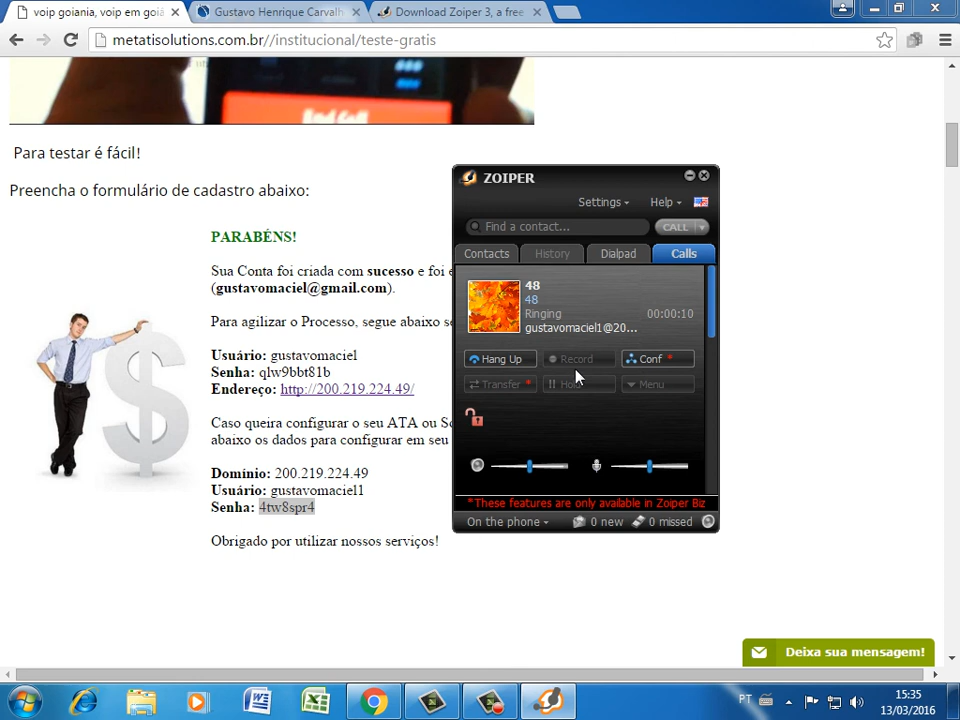 voip goiania, voip em goiâ
Gustavo Henrique Carvalh
Download Zoiper 3, a free
metatisolutions.com.br//institucional/teste-gratis
End Call
Para testar é fácil!
Preencha o formulário de cadastro abaixo:
PARABÉNS!
Sua Conta foi criada com sucesso e foi e
(gustavomaciel@gmail.com).
Para agilizar o Processo, segue abaixo se
Usuário: gustavomaciel
Senha: qlw9bbt81b
Endereço: http://200.219.224.49/
Caso queira configurar o seu ATA ou So
abaixo os dados para configurar em seu
Domínio: 200.219.224.49
Usuário: gustavomaciel1
Senha: 4tw8spr4
Obrigado por utilizar nossos serviços!
ZOIPER
Settings Help
Find a contact... CALL
Contacts History Dialpad Calls
48
48
Ringing 00:00:10
gustavomaciel1@20...
Hang Up Record Conf *
Transfer * Hold Menu
*These features are only available in Zoiper Biz
On the phone 0 new 0 missed
Deixa sua mensagem!
PT 15:35
13/03/2016